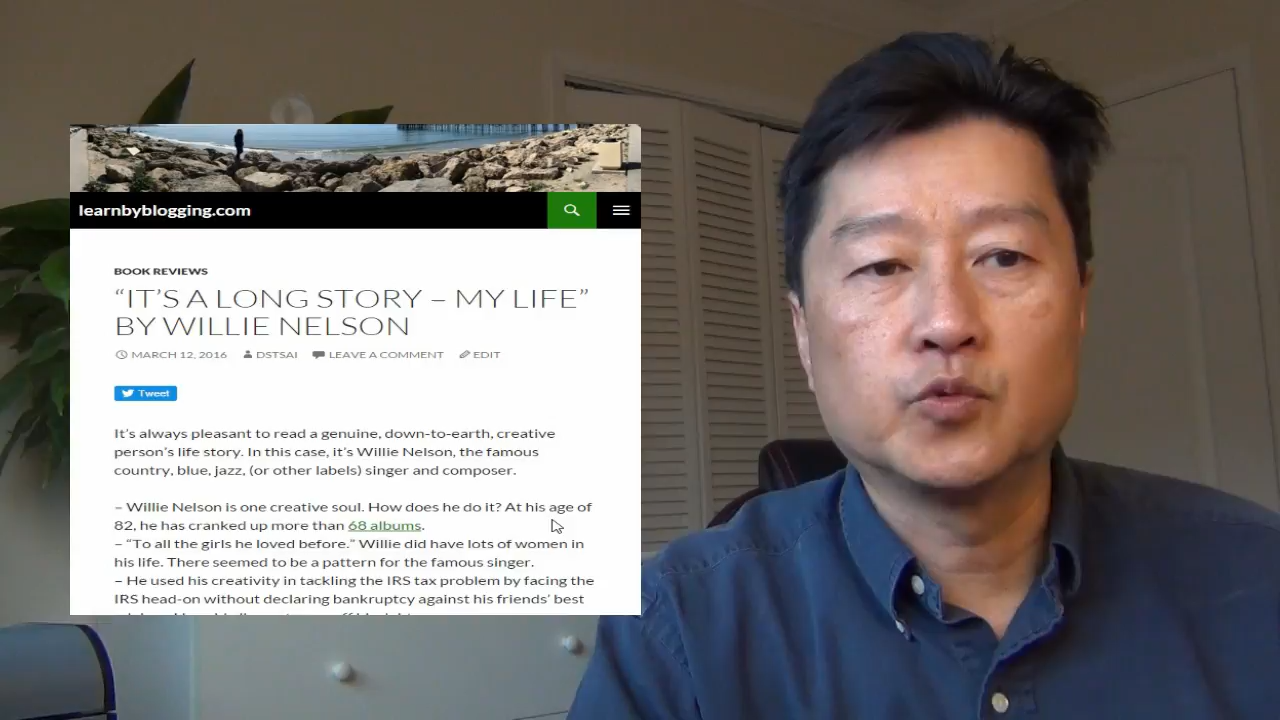 learnbyblogging.com
BOOK REVIEWS
“IT’S A LONG STORY – MY LIFE”
BY WILLIE NELSON
MARCH 12, 2016 DSTSAI LEAVE A COMMENT EDIT
Tweet
It’s always pleasant to read a genuine, down-to-earth, creative
person’s life story. In this case, it’s Willie Nelson, the famous
country, blue, jazz, (or other labels) singer and composer.
– Willie Nelson is one creative soul. How does he do it? At his age of
82, he has cranked up more than 68 albums.
– “To all the girls he loved before.” Willie did have lots of women in
his life. There seemed to be a pattern for the famous singer.
– He used his creativity in tackling the IRS tax problem by facing the
IRS head-on without declaring bankruptcy against his friends’ best